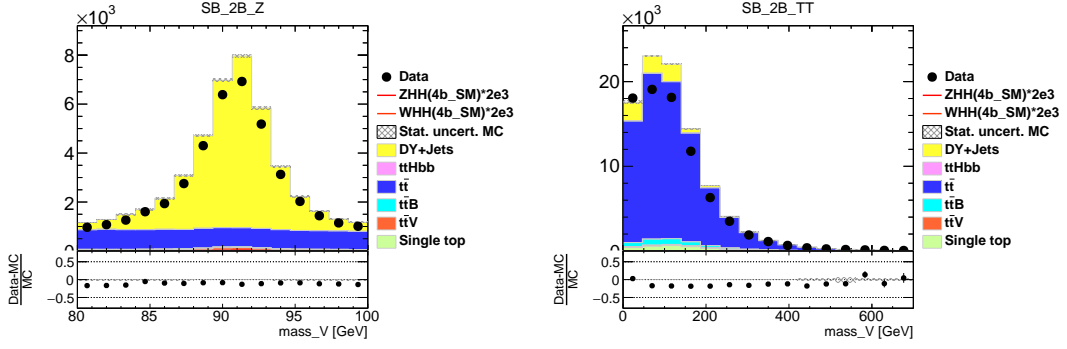 SB_2B_Z
×10³
8
6
4
2
0
Data
ZHH(4b_SM)*2e3
WHH(4b_SM)*2e3
Stat. uncert. MC
DY+Jets
ttHbb
tt̄
tt̄B
tt̄V
Single top
Data-MC
MC
0.5
0
−0.5
80 85 90 95 100
mass_V [GeV]
SB_2B_TT
×10³
20
10
0
Data
ZHH(4b_SM)*2e3
WHH(4b_SM)*2e3
Stat. uncert. MC
DY+Jets
ttHbb
tt̄
tt̄B
tt̄V
Single top
Data-MC
MC
0.5
0
−0.5
0 200 400 600
mass_V [GeV]